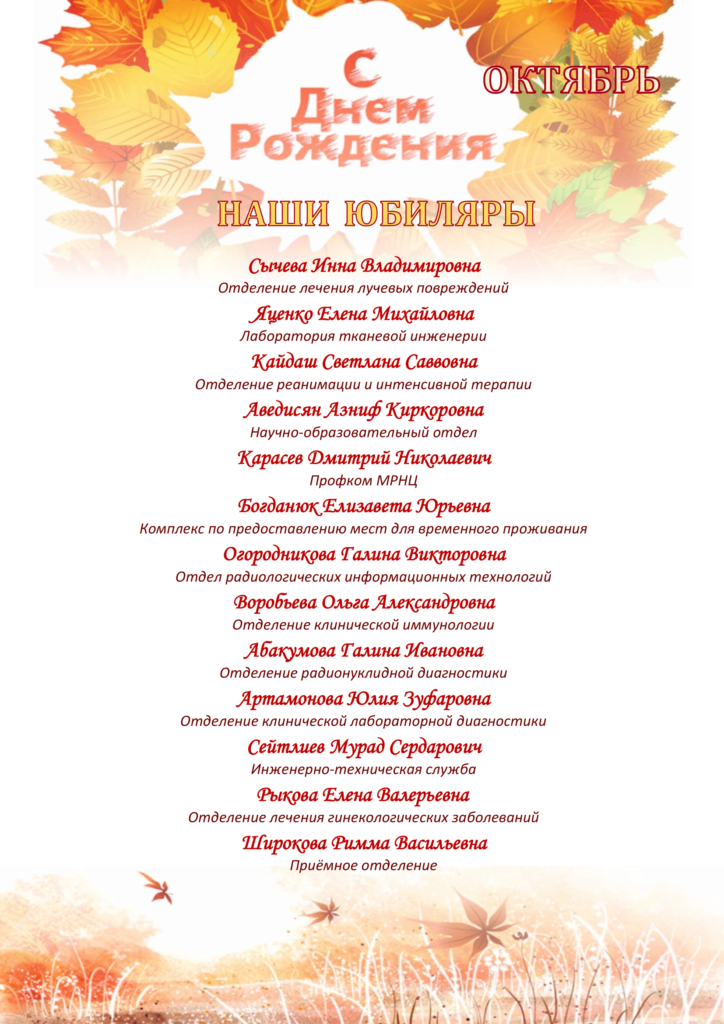 С
Днем
Рождения
ОКТЯБРЬ
НАШИ ЮБИЛЯРЫ
Сычева Инна Владимировна
Отделение лечения лучевых повреждений
Яценко Елена Михайловна
Лаборатория тканевой инженерии
Кайдаш Светлана Саввовна
Отделение реанимации и интенсивной терапии
Аведисян Азниф Киркоровна
Научно-образовательный отдел
Карасев Дмитрий Николаевич
Профком МРНЦ
Богданюк Елизавета Юрьевна
Комплекс по предоставлению мест для временного проживания
Огородникова Галина Викторовна
Отдел радиологических информационных технологий
Воробьева Ольга Александровна
Отделение клинической иммунологии
Абакумова Галина Ивановна
Отделение радионуклидной диагностики
Артамонова Юлия Зуфаровна
Отделение клинической лабораторной диагностики
Сейтлиев Мурад Сердарович
Инженерно-техническая служба
Рыкова Елена Валерьевна
Отделение лечения гинекологических заболеваний
Широкова Римма Васильевна
Приёмное отделение